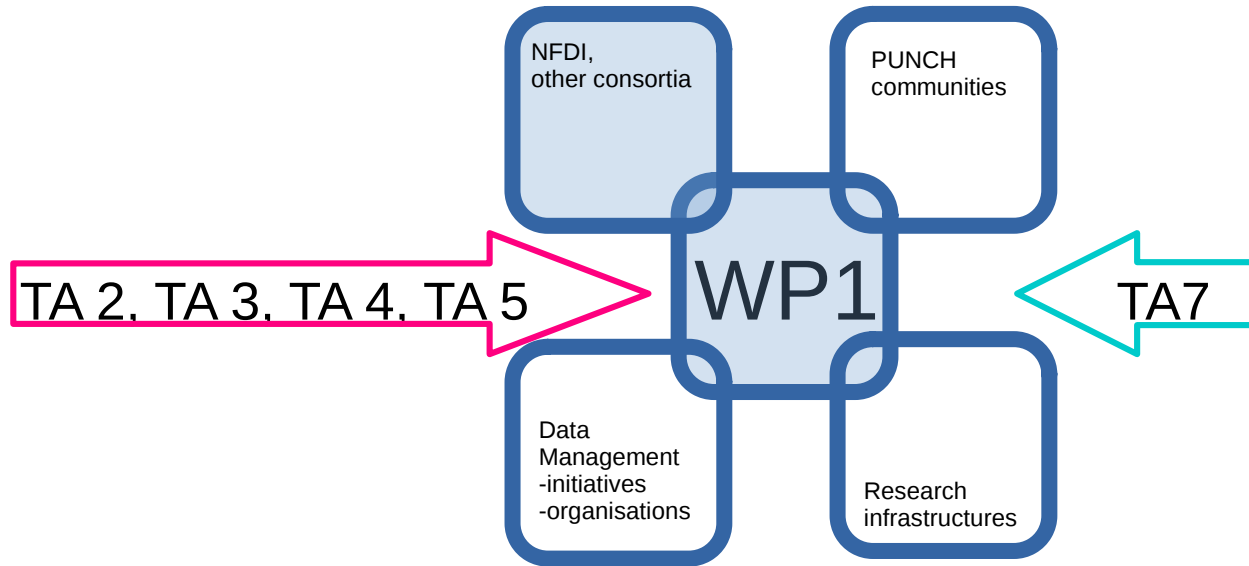 NFDI,
other consortia
PUNCH
communities
TA 2, TA 3, TA 4, TA 5
WP1
TA7
Data
Management
-initiatives
-organisations
Research
infrastructures